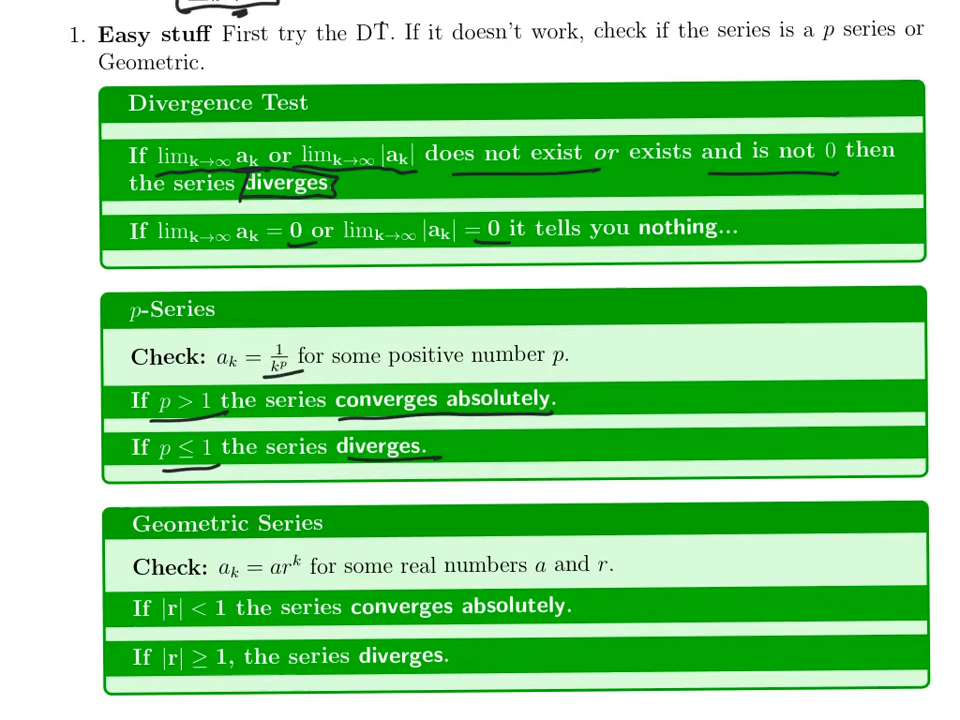 1. Easy stuff First try the DT. If it doesn't work, check if the series is a p series or
Geometric.
Divergence Test
If lim_{k→∞} a_k or lim_{k→∞} |a_k| does not exist or exists and is not 0 then
the series diverges
If lim_{k→∞} a_k = 0 or lim_{k→∞} |a_k| = 0 it tells you nothing...
p-Series
Check: a_k = 1/k^p for some positive number p.
If p > 1 the series converges absolutely.
If p ≤ 1 the series diverges.
Geometric Series
Check: a_k = ar^k for some real numbers a and r.
If |r| < 1 the series converges absolutely.
If |r| ≥ 1, the series diverges.